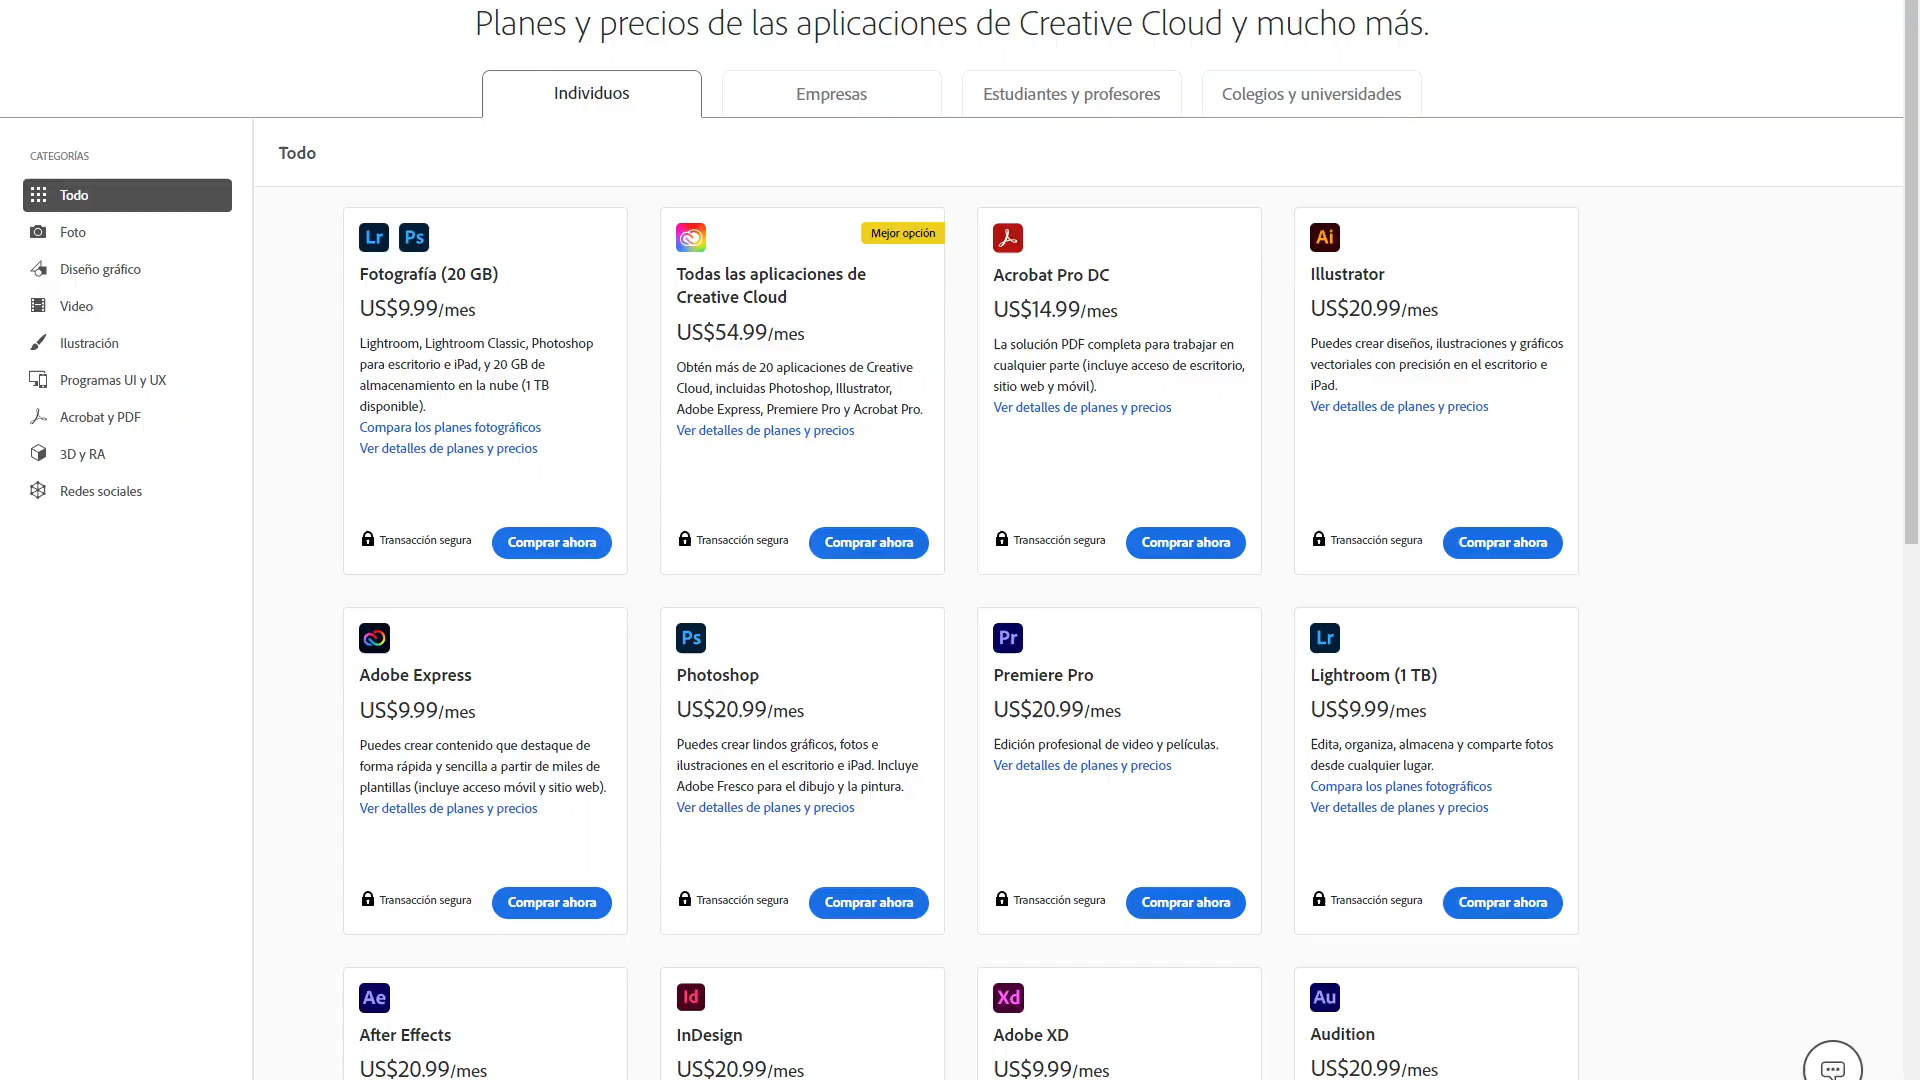 Planes y precios de las aplicaciones de Creative Cloud y mucho más.
Individuos
Empresas
Estudiantes y profesores
Colegios y universidades
CATEGORÍAS
Todo
Foto
Diseño gráfico
Video
Ilustración
Programas UI y UX
Acrobat y PDF
3D y RA
Redes sociales
Todo
Lr Ps
Fotografía (20 GB)
US$9.99/mes
Lightroom, Lightroom Classic, Photoshop
para escritorio e iPad, y 20 GB de
almacenamiento en la nube (1 TB
disponible).
Compara los planes fotográficos
Ver detalles de planes y precios
Transacción segura
Comprar ahora
Mejor opción
Todas las aplicaciones de
Creative Cloud
US$54.99/mes
Obtén más de 20 aplicaciones de Creative
Cloud, incluidas Photoshop, Illustrator,
Adobe Express, Premiere Pro y Acrobat Pro.
Ver detalles de planes y precios
Transacción segura
Comprar ahora
Acrobat Pro DC
US$14.99/mes
La solución PDF completa para trabajar en
cualquier parte (incluye acceso de escritorio,
sitio web y móvil).
Ver detalles de planes y precios
Transacción segura
Comprar ahora
Ai
Illustrator
US$20.99/mes
Puedes crear diseños, ilustraciones y gráficos
vectoriales con precisión en el escritorio e
iPad.
Ver detalles de planes y precios
Transacción segura
Comprar ahora
Adobe Express
US$9.99/mes
Puedes crear contenido que destaque de
forma rápida y sencilla a partir de miles de
plantillas (incluye acceso móvil y sitio web).
Ver detalles de planes y precios
Transacción segura
Comprar ahora
Ps
Photoshop
US$20.99/mes
Puedes crear lindos gráficos, fotos e
ilustraciones en el escritorio e iPad. Incluye
Adobe Fresco para el dibujo y la pintura.
Ver detalles de planes y precios
Transacción segura
Comprar ahora
Pr
Premiere Pro
US$20.99/mes
Edición profesional de video y películas.
Ver detalles de planes y precios
Transacción segura
Comprar ahora
Lr
Lightroom (1 TB)
US$9.99/mes
Edita, organiza, almacena y comparte fotos
desde cualquier lugar.
Compara los planes fotográficos
Ver detalles de planes y precios
Transacción segura
Comprar ahora
Ae
After Effects
US$20.99/mes
Id
InDesign
US$20.99/mes
Xd
Adobe XD
US$9.99/mes
Au
Audition
US$20.99/mes